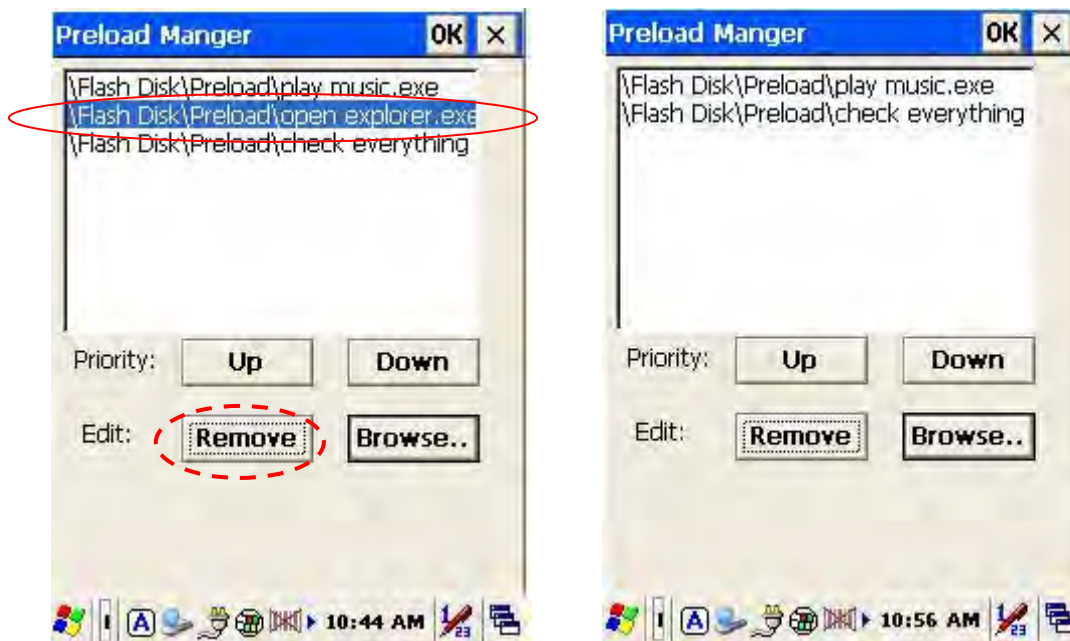 Preload Manger OK ×
\Flash Disk\Preload\play music.exe
\Flash Disk\Preload\open explorer.exe
\Flash Disk\Preload\check everything
Priority: Up Down
Edit: Remove Browse..
10:44 AM
Preload Manger OK ×
\Flash Disk\Preload\play music.exe
\Flash Disk\Preload\check everything
Priority: Up Down
Edit: Remove Browse..
10:56 AM